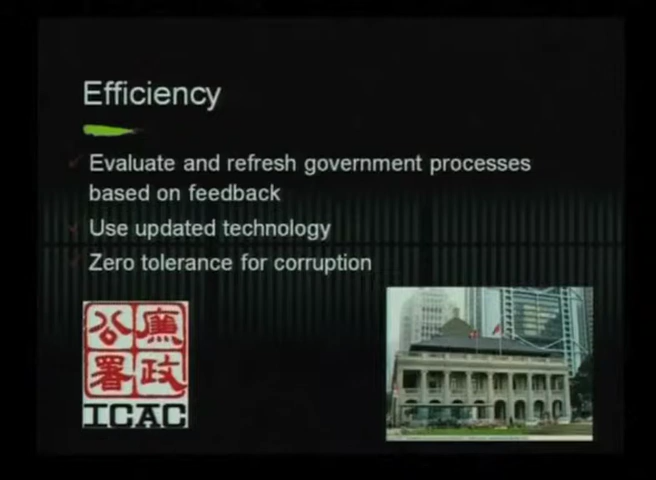 Efficiency
Evaluate and refresh government processes
based on feedback
Use updated technology
Zero tolerance for corruption
公廉
署政
ICAC